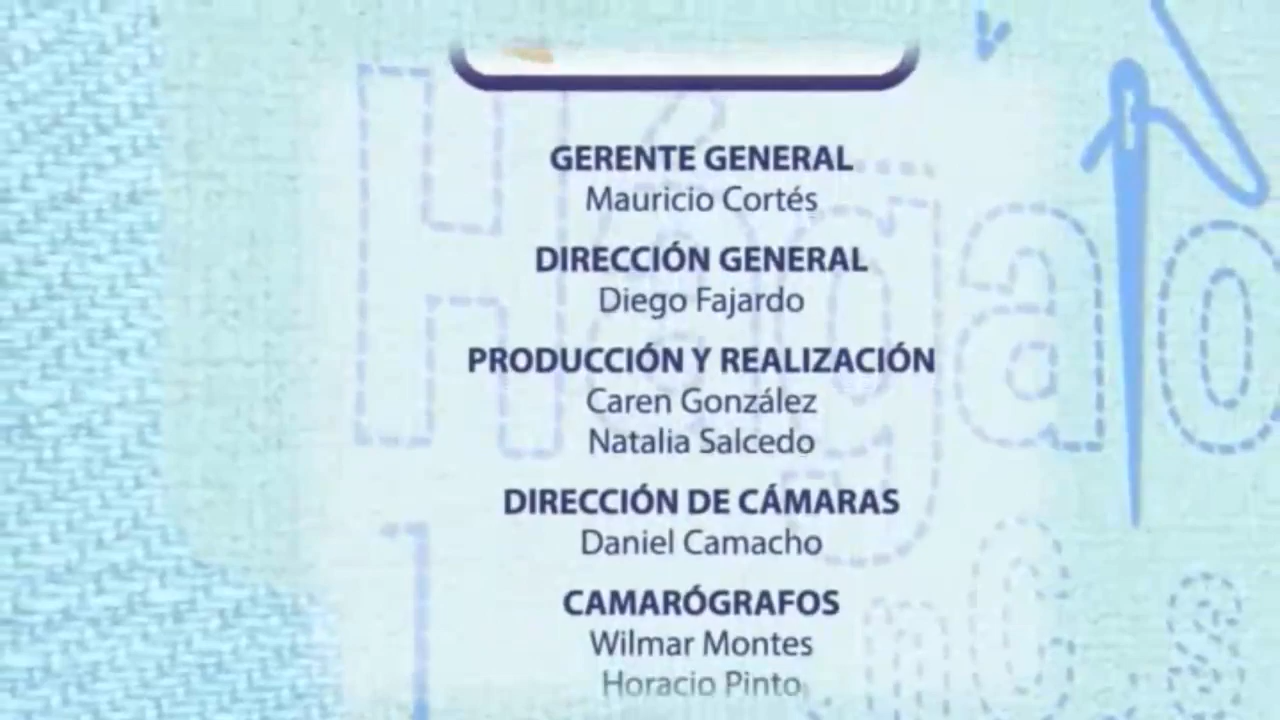 GERENTE GENERAL
Mauricio Cortés
DIRECCIÓN GENERAL
Diego Fajardo
PRODUCCIÓN Y REALIZACIÓN
Caren González
Natalia Salcedo
DIRECCIÓN DE CÁMARAS
Daniel Camacho
CAMARÓGRAFOS
Wilmar Montes
Horacio Pinto
Hágalo